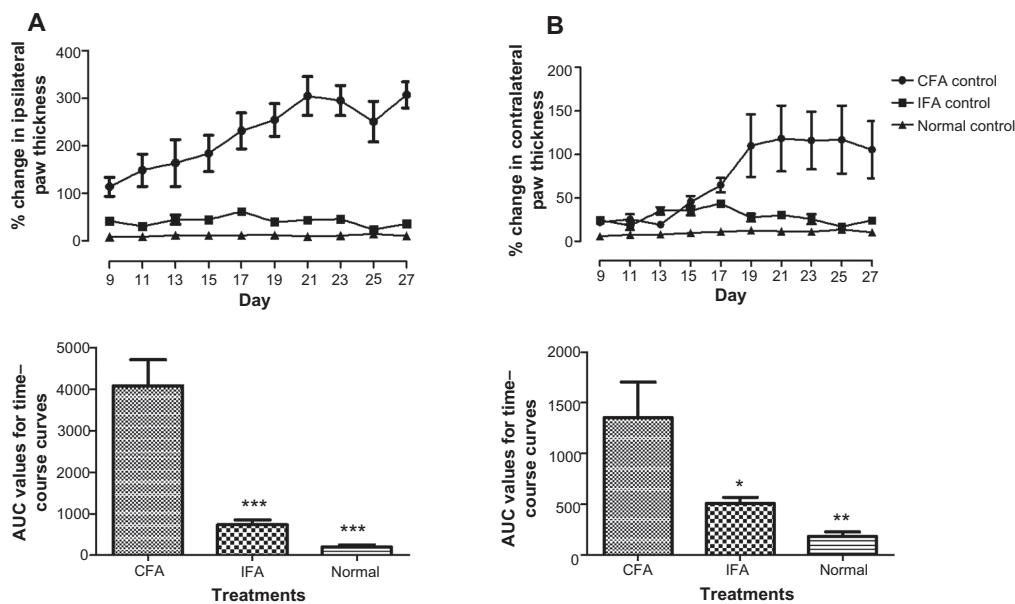 A
% change in ipsilateral
paw thickness
400
300
200
100
0
9 11 13 15 17 19 21 23 25 27
Day
B
% change in contralateral
paw thickness
200
150
100
50
0
9 11 13 15 17 19 21 23 25 27
Day
CFA control
IFA control
Normal control
AUC values for time–
course curves
5000
4000
3000
2000
1000
0
***
***
CFA IFA Normal
Treatments
AUC values for time–
course curves
2000
1500
1000
500
0
*
**
CFA IFA Normal
Treatments